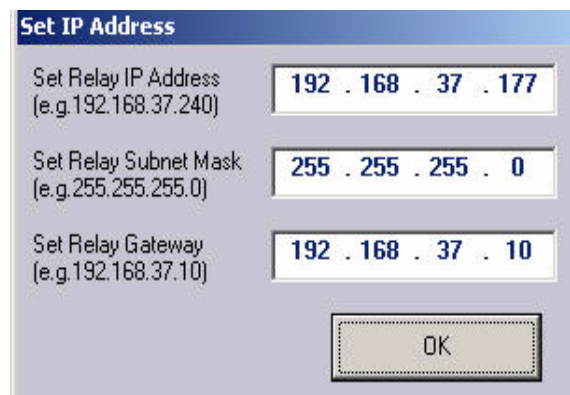 Set IP Address
Set Relay IP Address
(e.g.192.168.37.240)
192 . 168 . 37 . 177
Set Relay Subnet Mask
(e.g.255.255.255.0)
255 . 255 . 255 . 0
Set Relay Gateway
(e.g.192.168.37.10)
192 . 168 . 37 . 10
OK